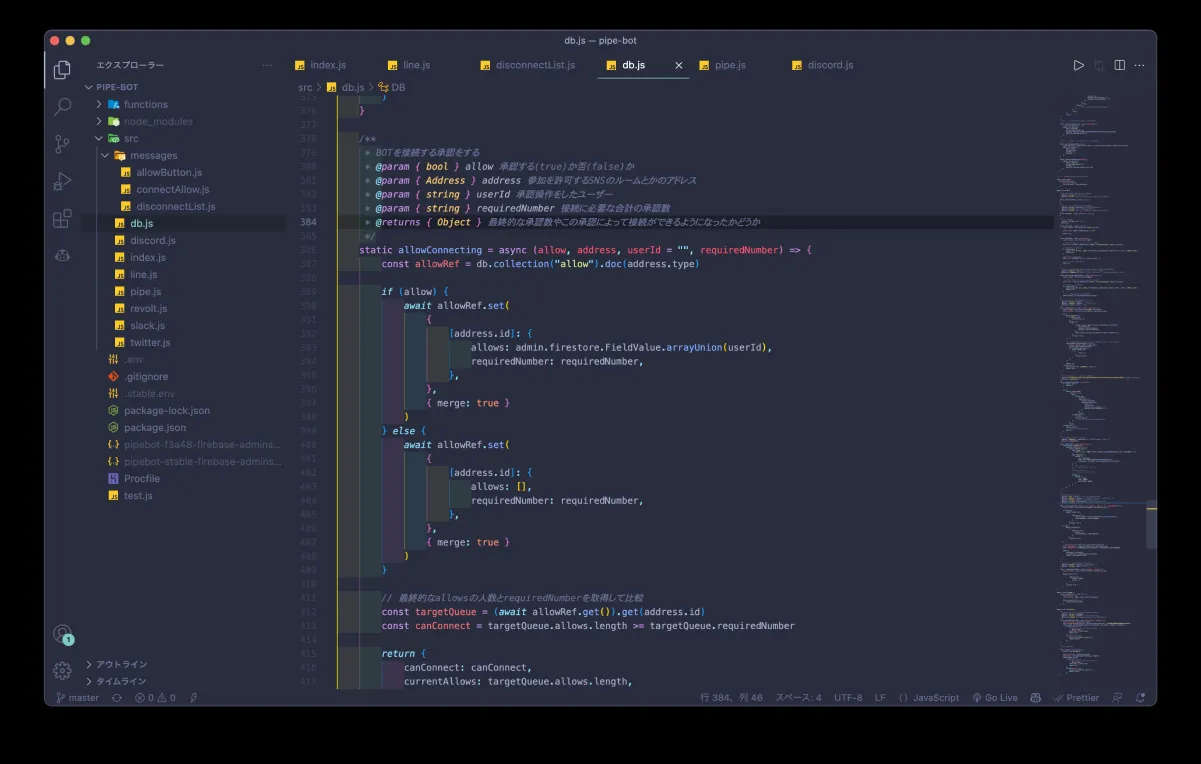 db.js — pipe-bot
エクスプローラー
index.js
line.js
disconnectList.js
db.js
pipe.js
discord.js
src > db.js > DB
PIPE-BOT
functions
node_modules
src
messages
allowButton.js
connectAllow.js
disconnectList.js
db.js
discord.js
index.js
line.js
pipe.js
revolt.js
slack.js
twitter.js
.env
.gitignore
.stable.env
package-lock.json
package.json
pipebot-f3a48-firebase-admins...
pipebot-stable-firebase-admins...
Procfile
test.js
アウトライン
タイムライン
375 }
376 }
377
378 /**
379 BOTを接続する承認をする
380 @param { bool } allow 承認する(true)か否(false)か
381 @param { Address } address 参加を許可するSNSのルームごとのアドレス
382 @param { string } userId 承認操作をしたユーザー
383 @param { string } requiredNumber 接続に必要な合計の承認数
384 { Object } 最終的な承認数やこの承認によって接続ができるようになったかどうか
385
386 allowConnect = async (allow, address, userId = "", requiredNumber) =>
387 const allowRef = db.collection("allow").doc(address.type)
388
389 if (allow) {
390 await allowRef.set(
391 {
392 [address.id]: {
393 allows: admin.firestore.FieldValue.arrayUnion(userId),
394 requiredNumber: requiredNumber,
395 },
396 },
397 { merge: true }
398 )
399 } else {
400 await allowRef.set(
401 {
402 [address.id]: {
403 allows: [],
404 requiredNumber: requiredNumber,
405 },
406 },
407 { merge: true }
408 )
409 }
410
411 最終的なallowsの人数とrequiredNumberを取得して比較
412 const targetQueue = (await allowRef.get()).get(address.id)
413 const canConnect = targetQueue.allows.length >= targetQueue.requiredNumber
414
415 return {
416 canConnect: canConnect,
417 currentAllows: targetQueue.allows.length,
1
master
0 0
行 384、列 46
スペース: 4
UTF-8
LF
{} JavaScript
Go Live
Prettier